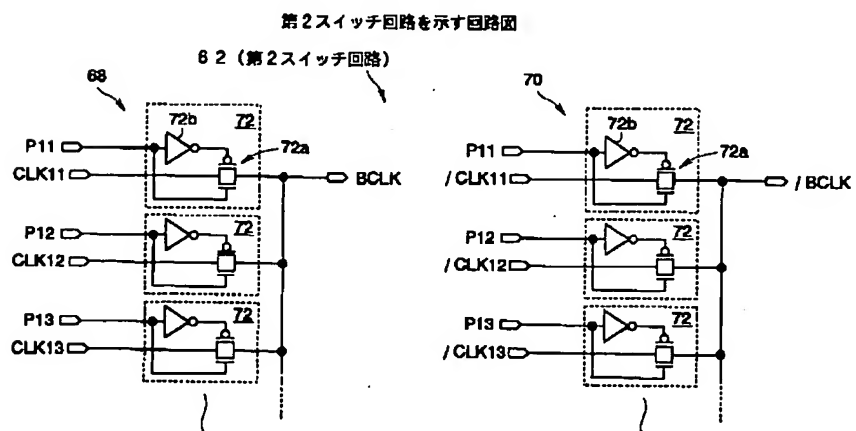 第2スイッチ回路を示す回路図
62(第2スイッチ回路)
68
72b
72
72a
P11
CLK11
BCLK
72
P12
CLK12
72
P13
CLK13
70
72b
72
72a
P11
/CLK11
/BCLK
72
P12
/CLK12
72
P13
/CLK13